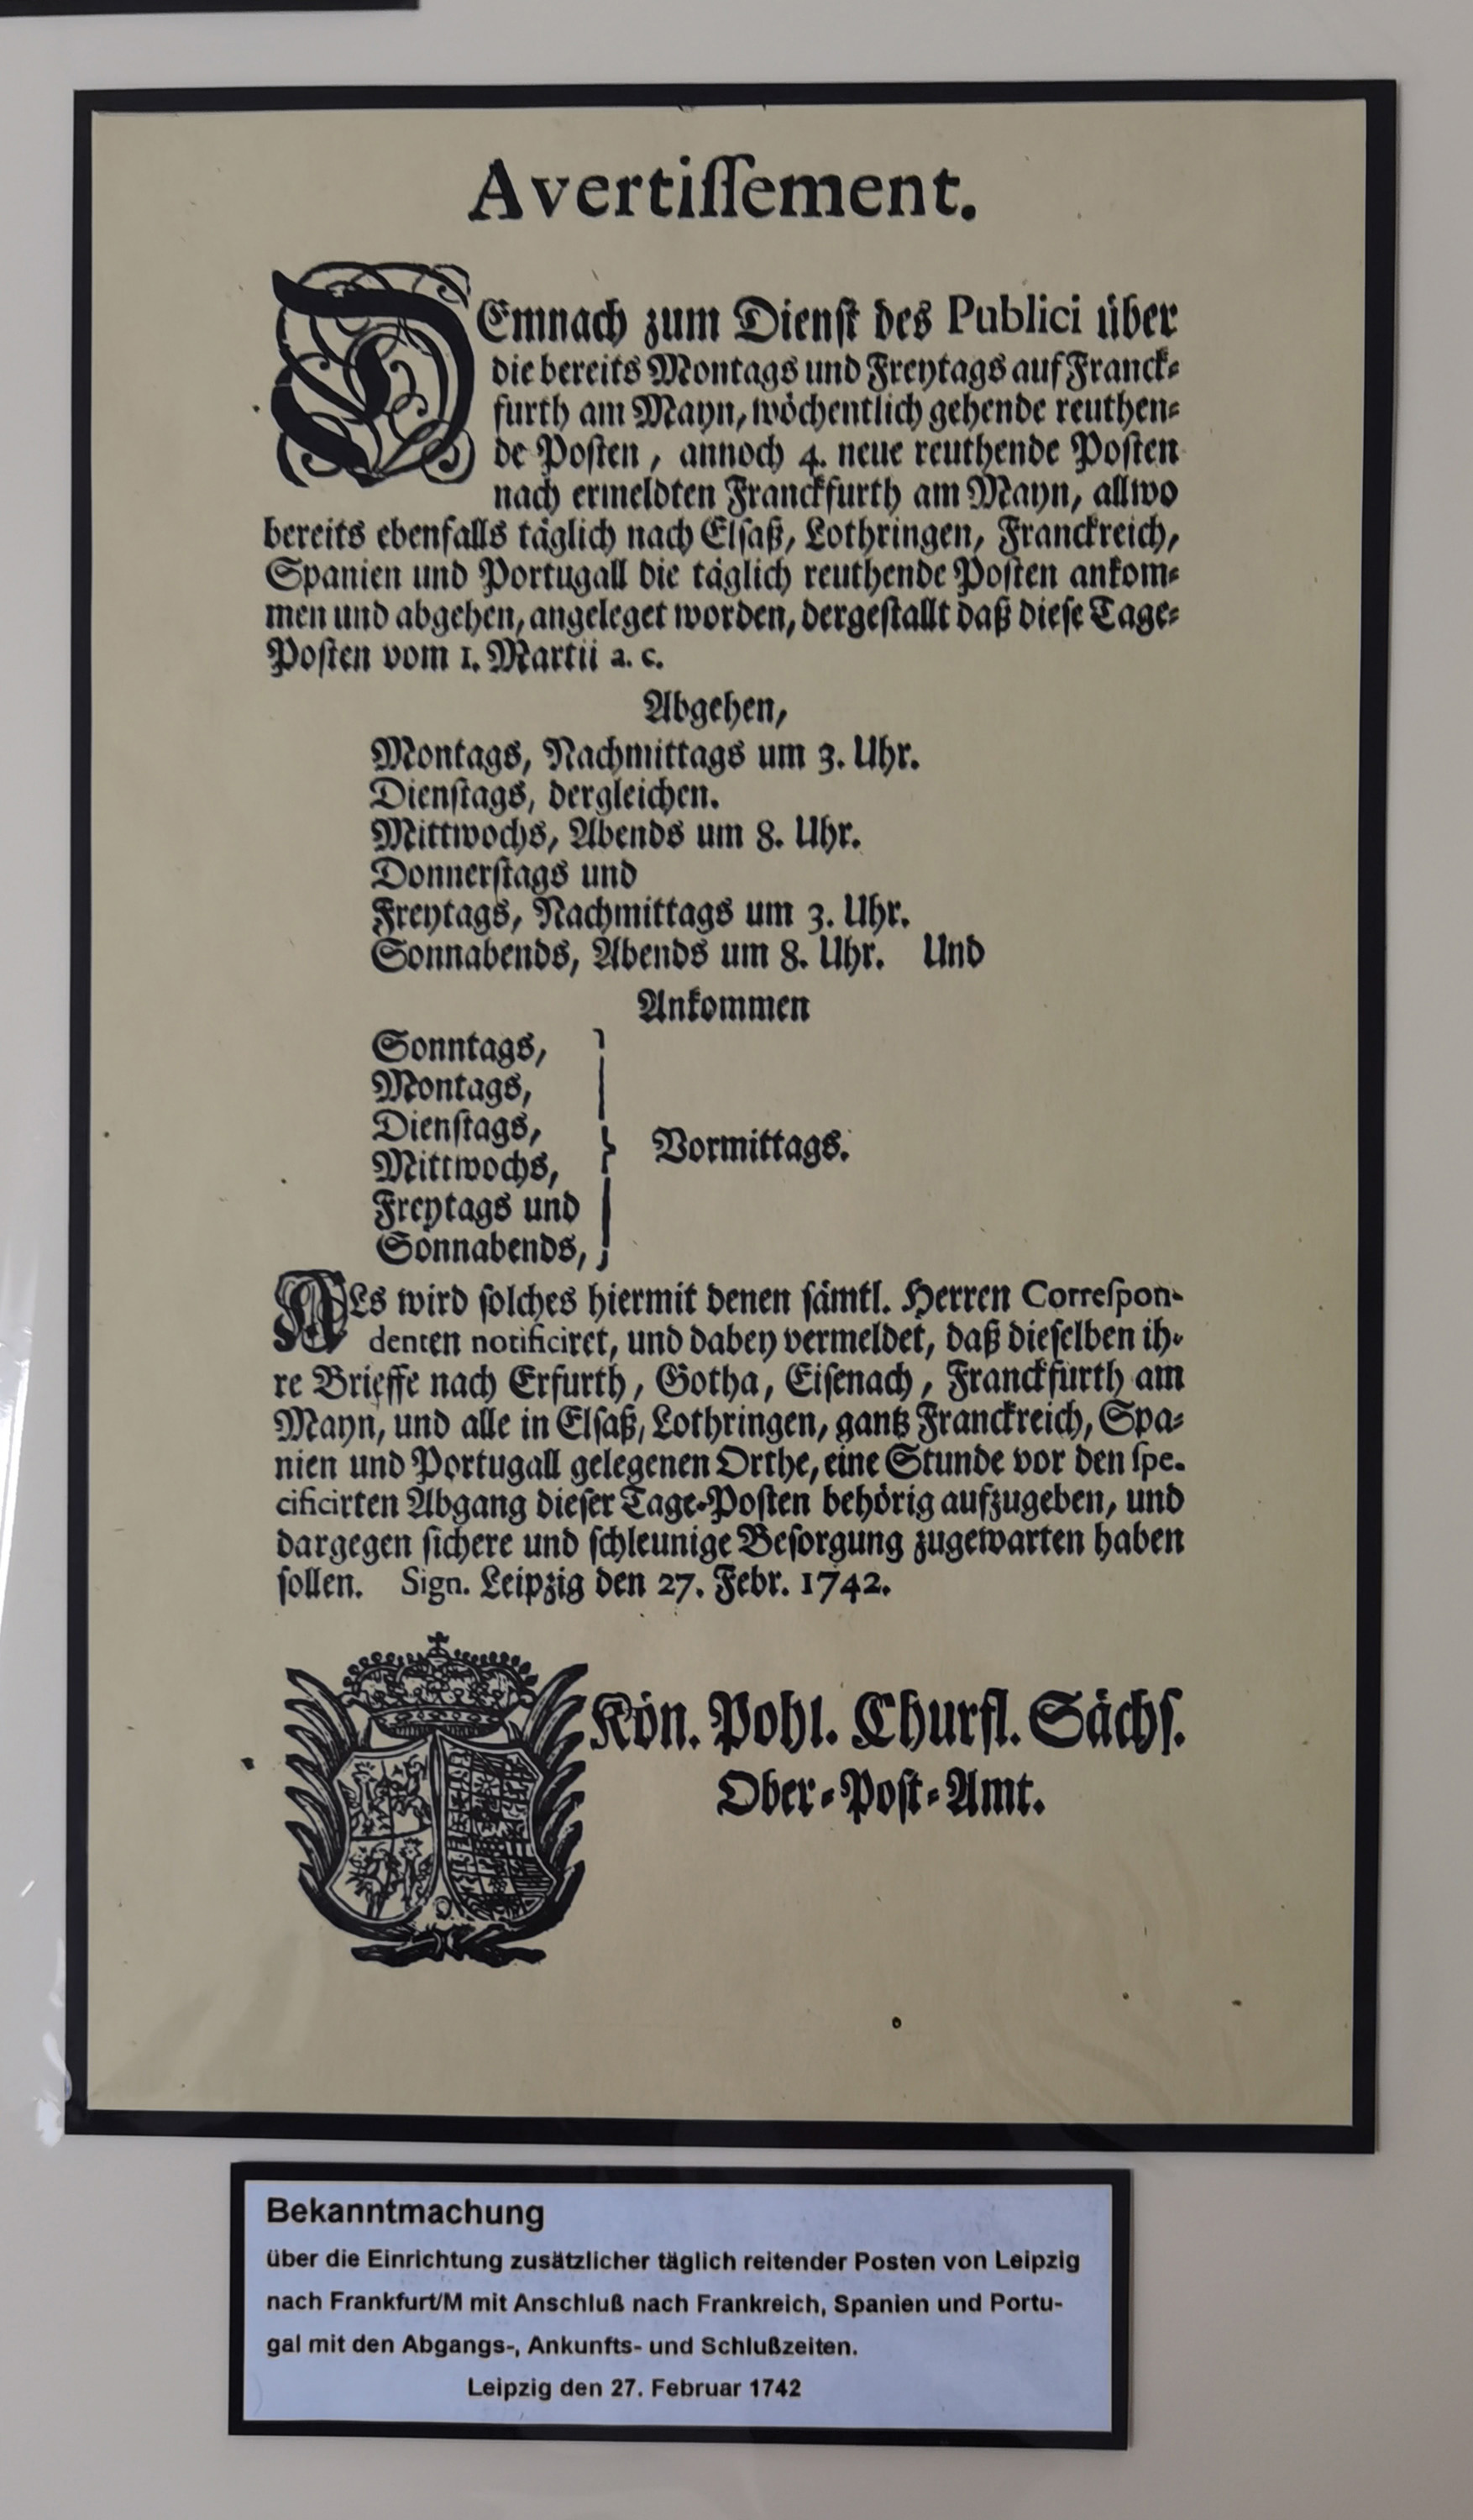 Avertiſſement.
DEmnach zum Dienſt des Publici über
die bereits Montags und Freytags auf Franck⸗
furth am Mayn, wöchentlich gehende reuthen⸗
de Poſten, annoch 4. neue reuthende Poſten
nach ermeldten Franckfurth am Mayn, allwo
bereits ebenfalls täglich nach Elſaß, Lothringen, Franckreich,
Spanien und Portugall die täglich reuthende Poſten ankom⸗
men und abgehen, angeleget worden, dergeſtallt daß dieſe Tage⸗
Poſten vom 1. Martii a. c.
Abgehen,
Montags, Nachmittags um 3. Uhr.
Dienſtags, dergleichen.
Mittwochs, Abends um 8. Uhr.
Donnerſtags und
Freytags, Nachmittags um 3. Uhr.
Sonnabends, Abends um 8. Uhr. Und
Ankommen
Sonntags,
Montags,
Dienſtags,
Mittwochs,
Freytags und
Sonnabends,
Vormittags.
ALs wird ſolches hiermit denen ſämtl. Herren Correſpon-
denten notificiret, und dabey vermeldet, daß dieſelben ih⸗
re Brieffe nach Erfurth, Gotha, Eiſenach, Franckfurth am
Mayn, und alle in Elſaß, Lothringen, gantz Franckreich, Spa⸗
nien und Portugall gelegenen Orthe, eine Stunde vor den ſpe-
cificirten Abgang dieſer Tage⸗Poſten behörig aufzugeben, und
dargegen ſichere und ſchleunige Beſorgung zugewarten haben
ſollen. Sign. Leipzig den 27. Febr. 1742.
Kön. Pohl. Churfl. Sächſ.
Ober⸗Poſt⸗Amt.
Bekanntmachung
über die Einrichtung zusätzlicher täglich reitender Posten von Leipzig
nach Frankfurt/M mit Anschluß nach Frankreich, Spanien und Portu-
gal mit den Abgangs-, Ankunfts- und Schlußzeiten.
Leipzig den 27. Februar 1742